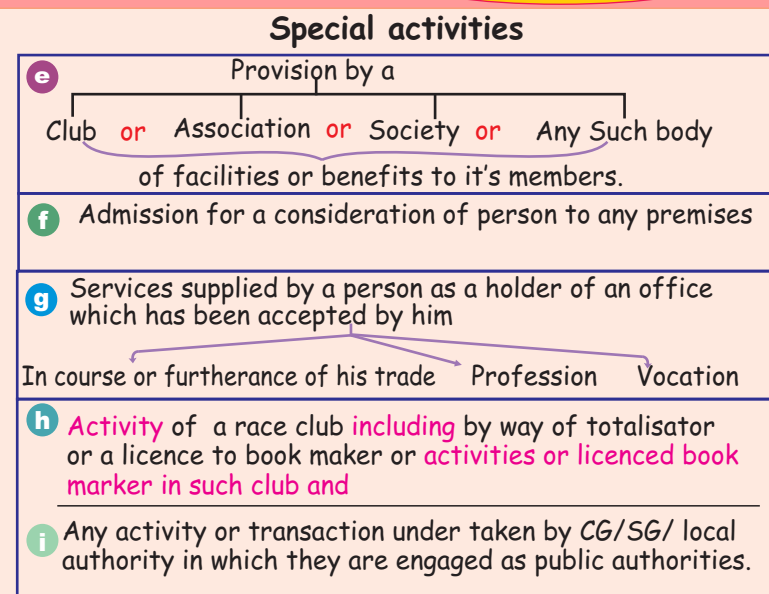 Special activities
e
Provision by a
Club or Association or Society or Any Such body
of facilities or benefits to it's members.
f Admission for a consideration of person to any premises
g Services supplied by a person as a holder of an office
which has been accepted by him
In course or furtherance of his trade Profession Vocation
h Activity of a race club including by way of totalisator
or a licence to book maker or activities or licenced book
marker in such club and
i Any activity or transaction under taken by CG/SG/ local
authority in which they are engaged as public authorities.